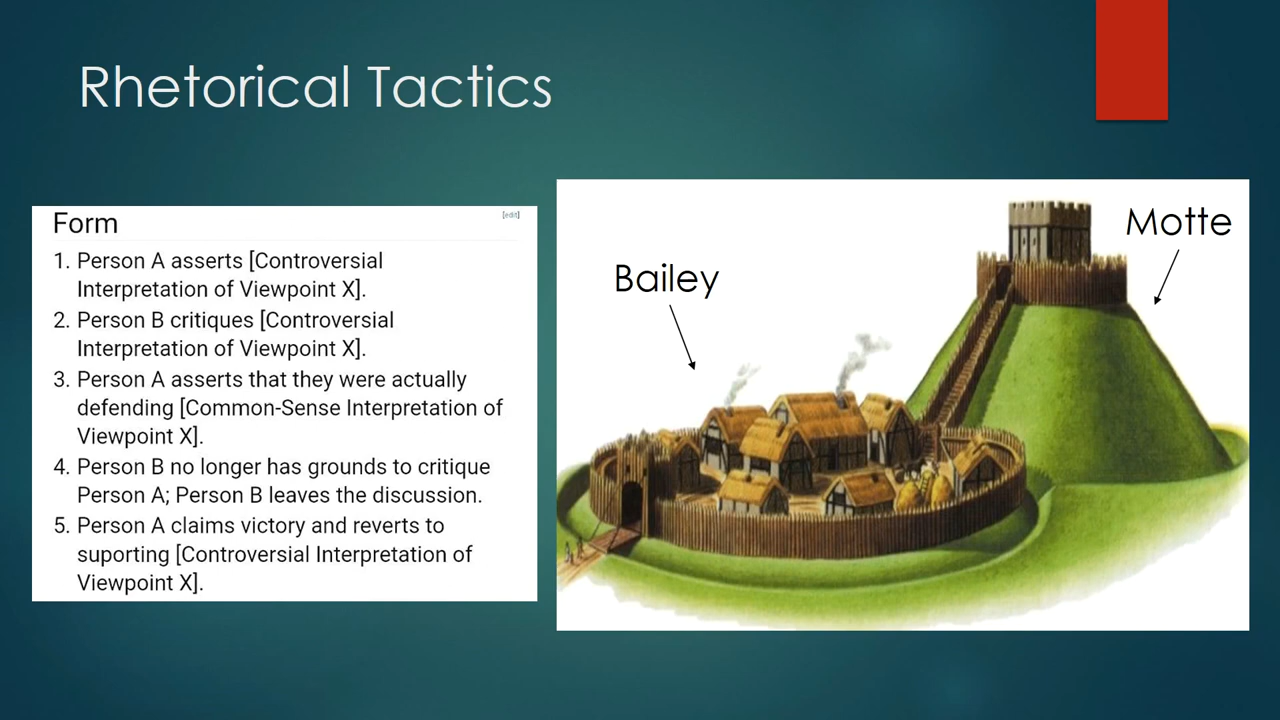 Rhetorical Tactics
Form
[edit]
1. Person A asserts [Controversial
Interpretation of Viewpoint X].
2. Person B critiques [Controversial
Interpretation of Viewpoint X].
3. Person A asserts that they were actually
defending [Common-Sense Interpretation of
Viewpoint X].
4. Person B no longer has grounds to critique
Person A; Person B leaves the discussion.
5. Person A claims victory and reverts to
suporting [Controversial Interpretation of
Viewpoint X].
Bailey
Motte